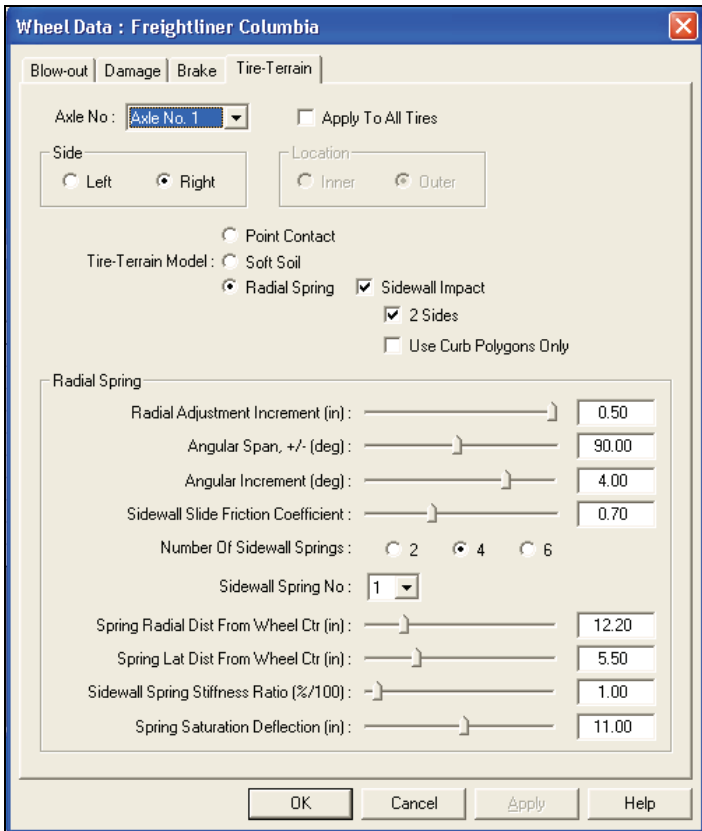 Wheel Data : Freightliner Columbia
Blow-out Damage Brake Tire-Terrain
Axle No : Axle No. 1 Apply To All Tires
Side Location
Left Right Inner Outer
Point Contact
Tire-Terrain Model : Soft Soil
Radial Spring Sidewall Impact
2 Sides
Use Curb Polygons Only
Radial Spring
Radial Adjustment Increment (in) : 0.50
Angular Span, +/- (deg) : 90.00
Angular Increment (deg) : 4.00
Sidewall Slide Friction Coefficient : 0.70
Number Of Sidewall Springs : 2 4 6
Sidewall Spring No : 1
Spring Radial Dist From Wheel Ctr (in) : 12.20
Spring Lat Dist From Wheel Ctr (in) : 5.50
Sidewall Spring Stiffness Ratio (%/100) : 1.00
Spring Saturation Deflection (in) : 11.00
OK Cancel Apply Help